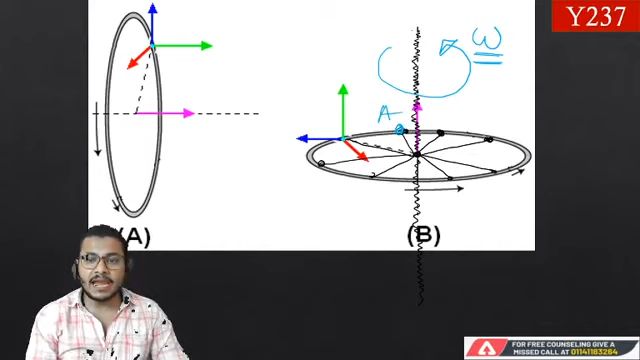 Y237
ω
A
(A)
(B)
FOR FREE COUNSELING GIVE A
MISSED CALL AT 01141183264